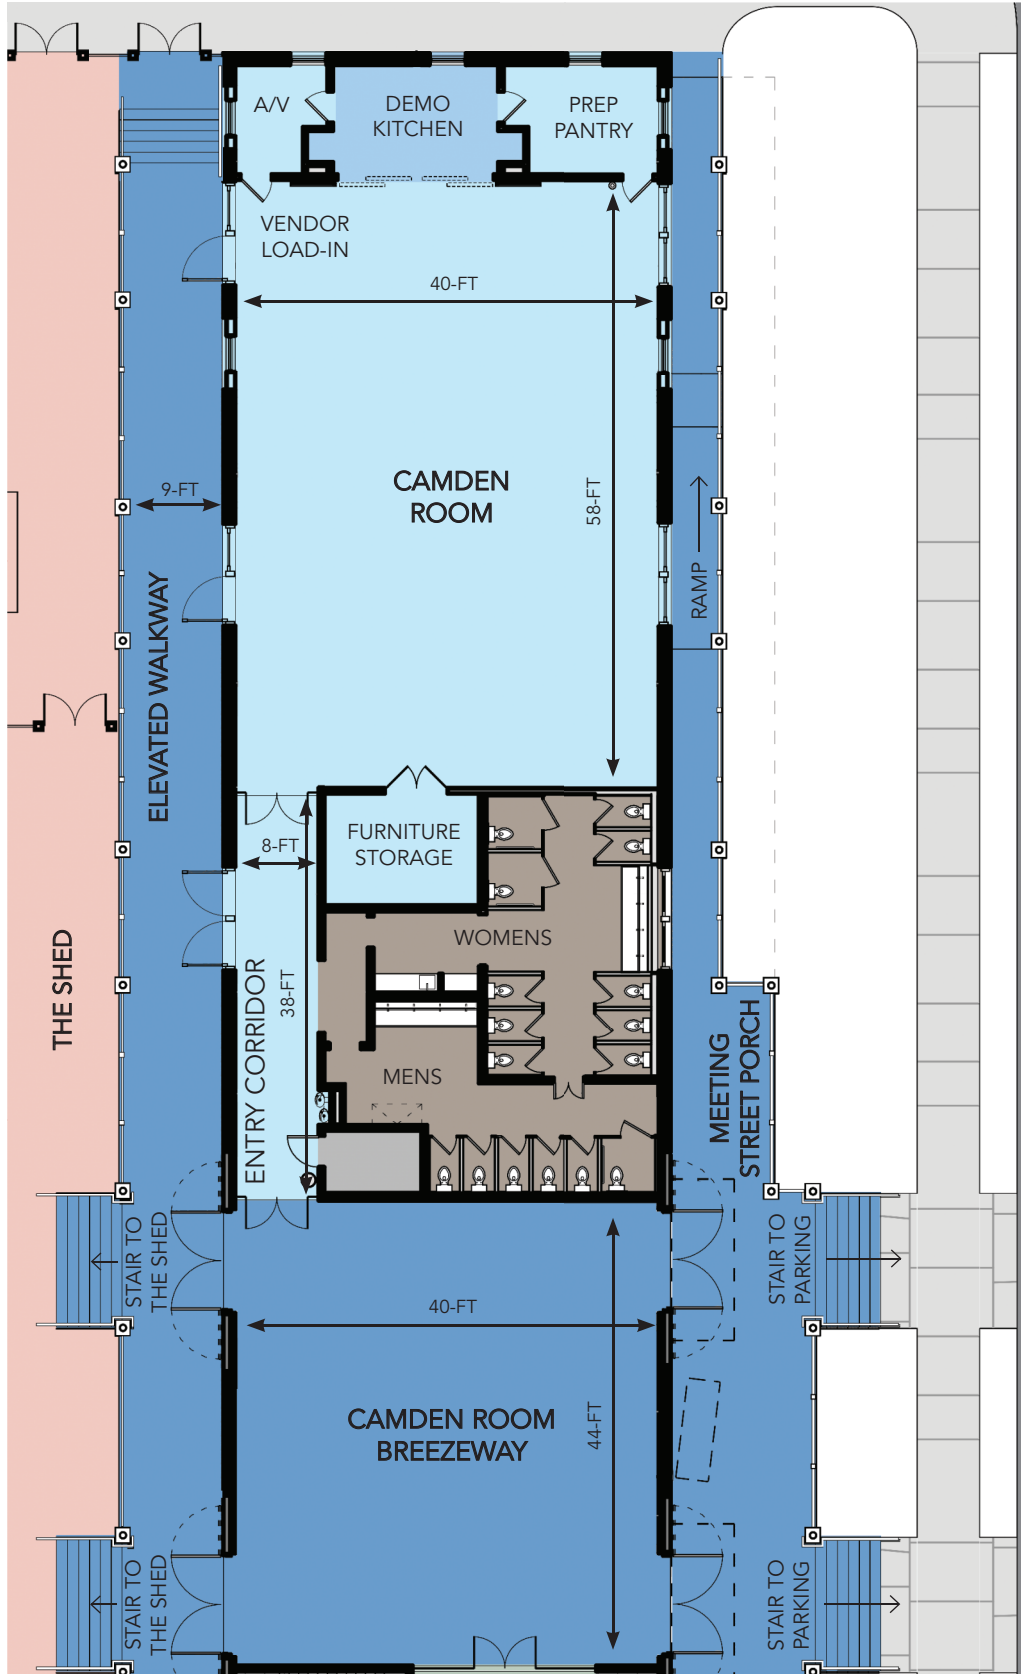 A/V
DEMO
KITCHEN
PREP
PANTRY
VENDOR
LOAD-IN
40-FT
CAMDEN
ROOM
58-FT
9-FT
RAMP
ELEVATED WALKWAY
FURNITURE
STORAGE
8-FT
WOMENS
THE SHED
38-FT
ENTRY CORRIDOR
MENS
MEETING
STREET PORCH
STAIR TO
THE SHED
STAIR TO
PARKING
40-FT
CAMDEN ROOM
BREEZEWAY
44-FT
STAIR TO
THE SHED
STAIR TO
PARKING